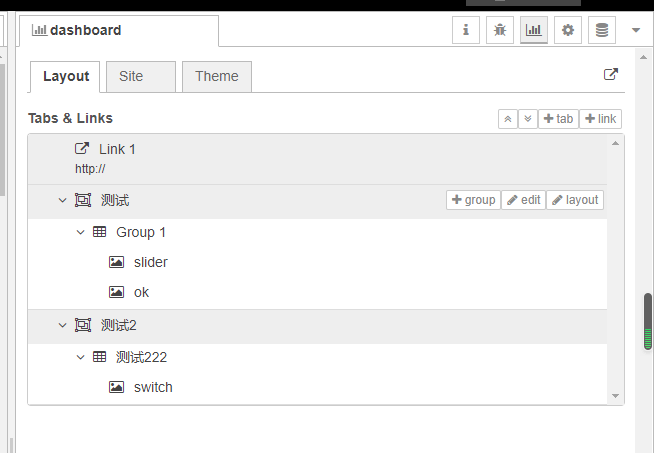 dashboard
Layout Site Theme
Tabs & Links
tab link
Link 1
http://
测试 group edit layout
Group 1
slider
ok
测试2
测试222
switch